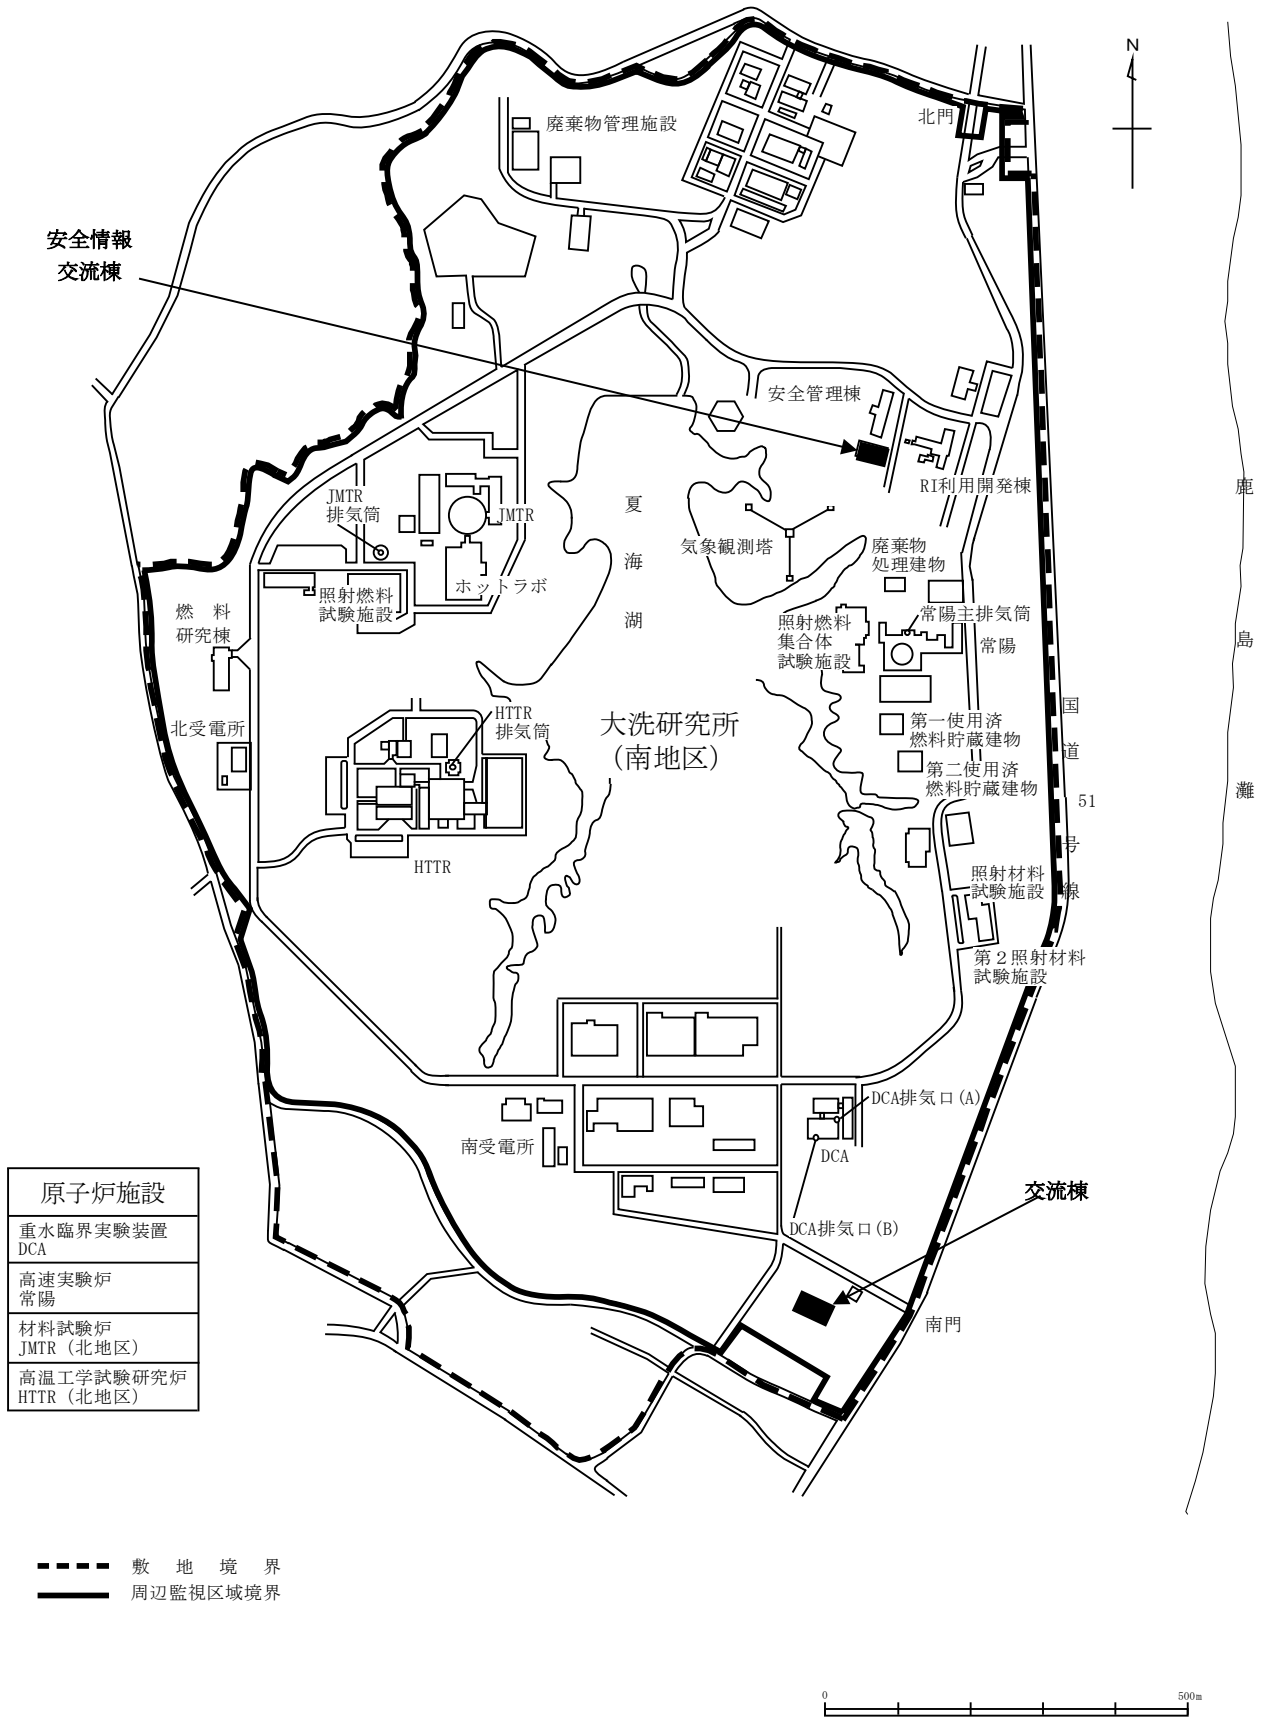 N
北門
廃棄物管理施設
安全情報
交流棟
安全管理棟
RI利用開発棟
JMTR
排気筒
JMTR
夏海湖
鹿島灘
気象観測塔
廃棄物
処理建物
ホットラボ
照射燃料
試験施設
燃料
研究棟
照射燃料
集合体
試験施設
常陽主排気筒
常陽
北受電所
HTTR
排気筒
大洗研究所
(南地区)
国道51号線
第一使用済
燃料貯蔵建物
第二使用済
燃料貯蔵建物
HTTR
照射材料
試験施設
第２照射材料
試験施設
DCA排気口(A)
南受電所
DCA
交流棟
DCA排気口(B)
南門
原子炉施設
重水臨界実験装置
DCA
高速実験炉
常陽
材料試験炉
JMTR（北地区）
高温工学試験研究炉
HTTR（北地区）
敷地境界
周辺監視区域境界
0 500m